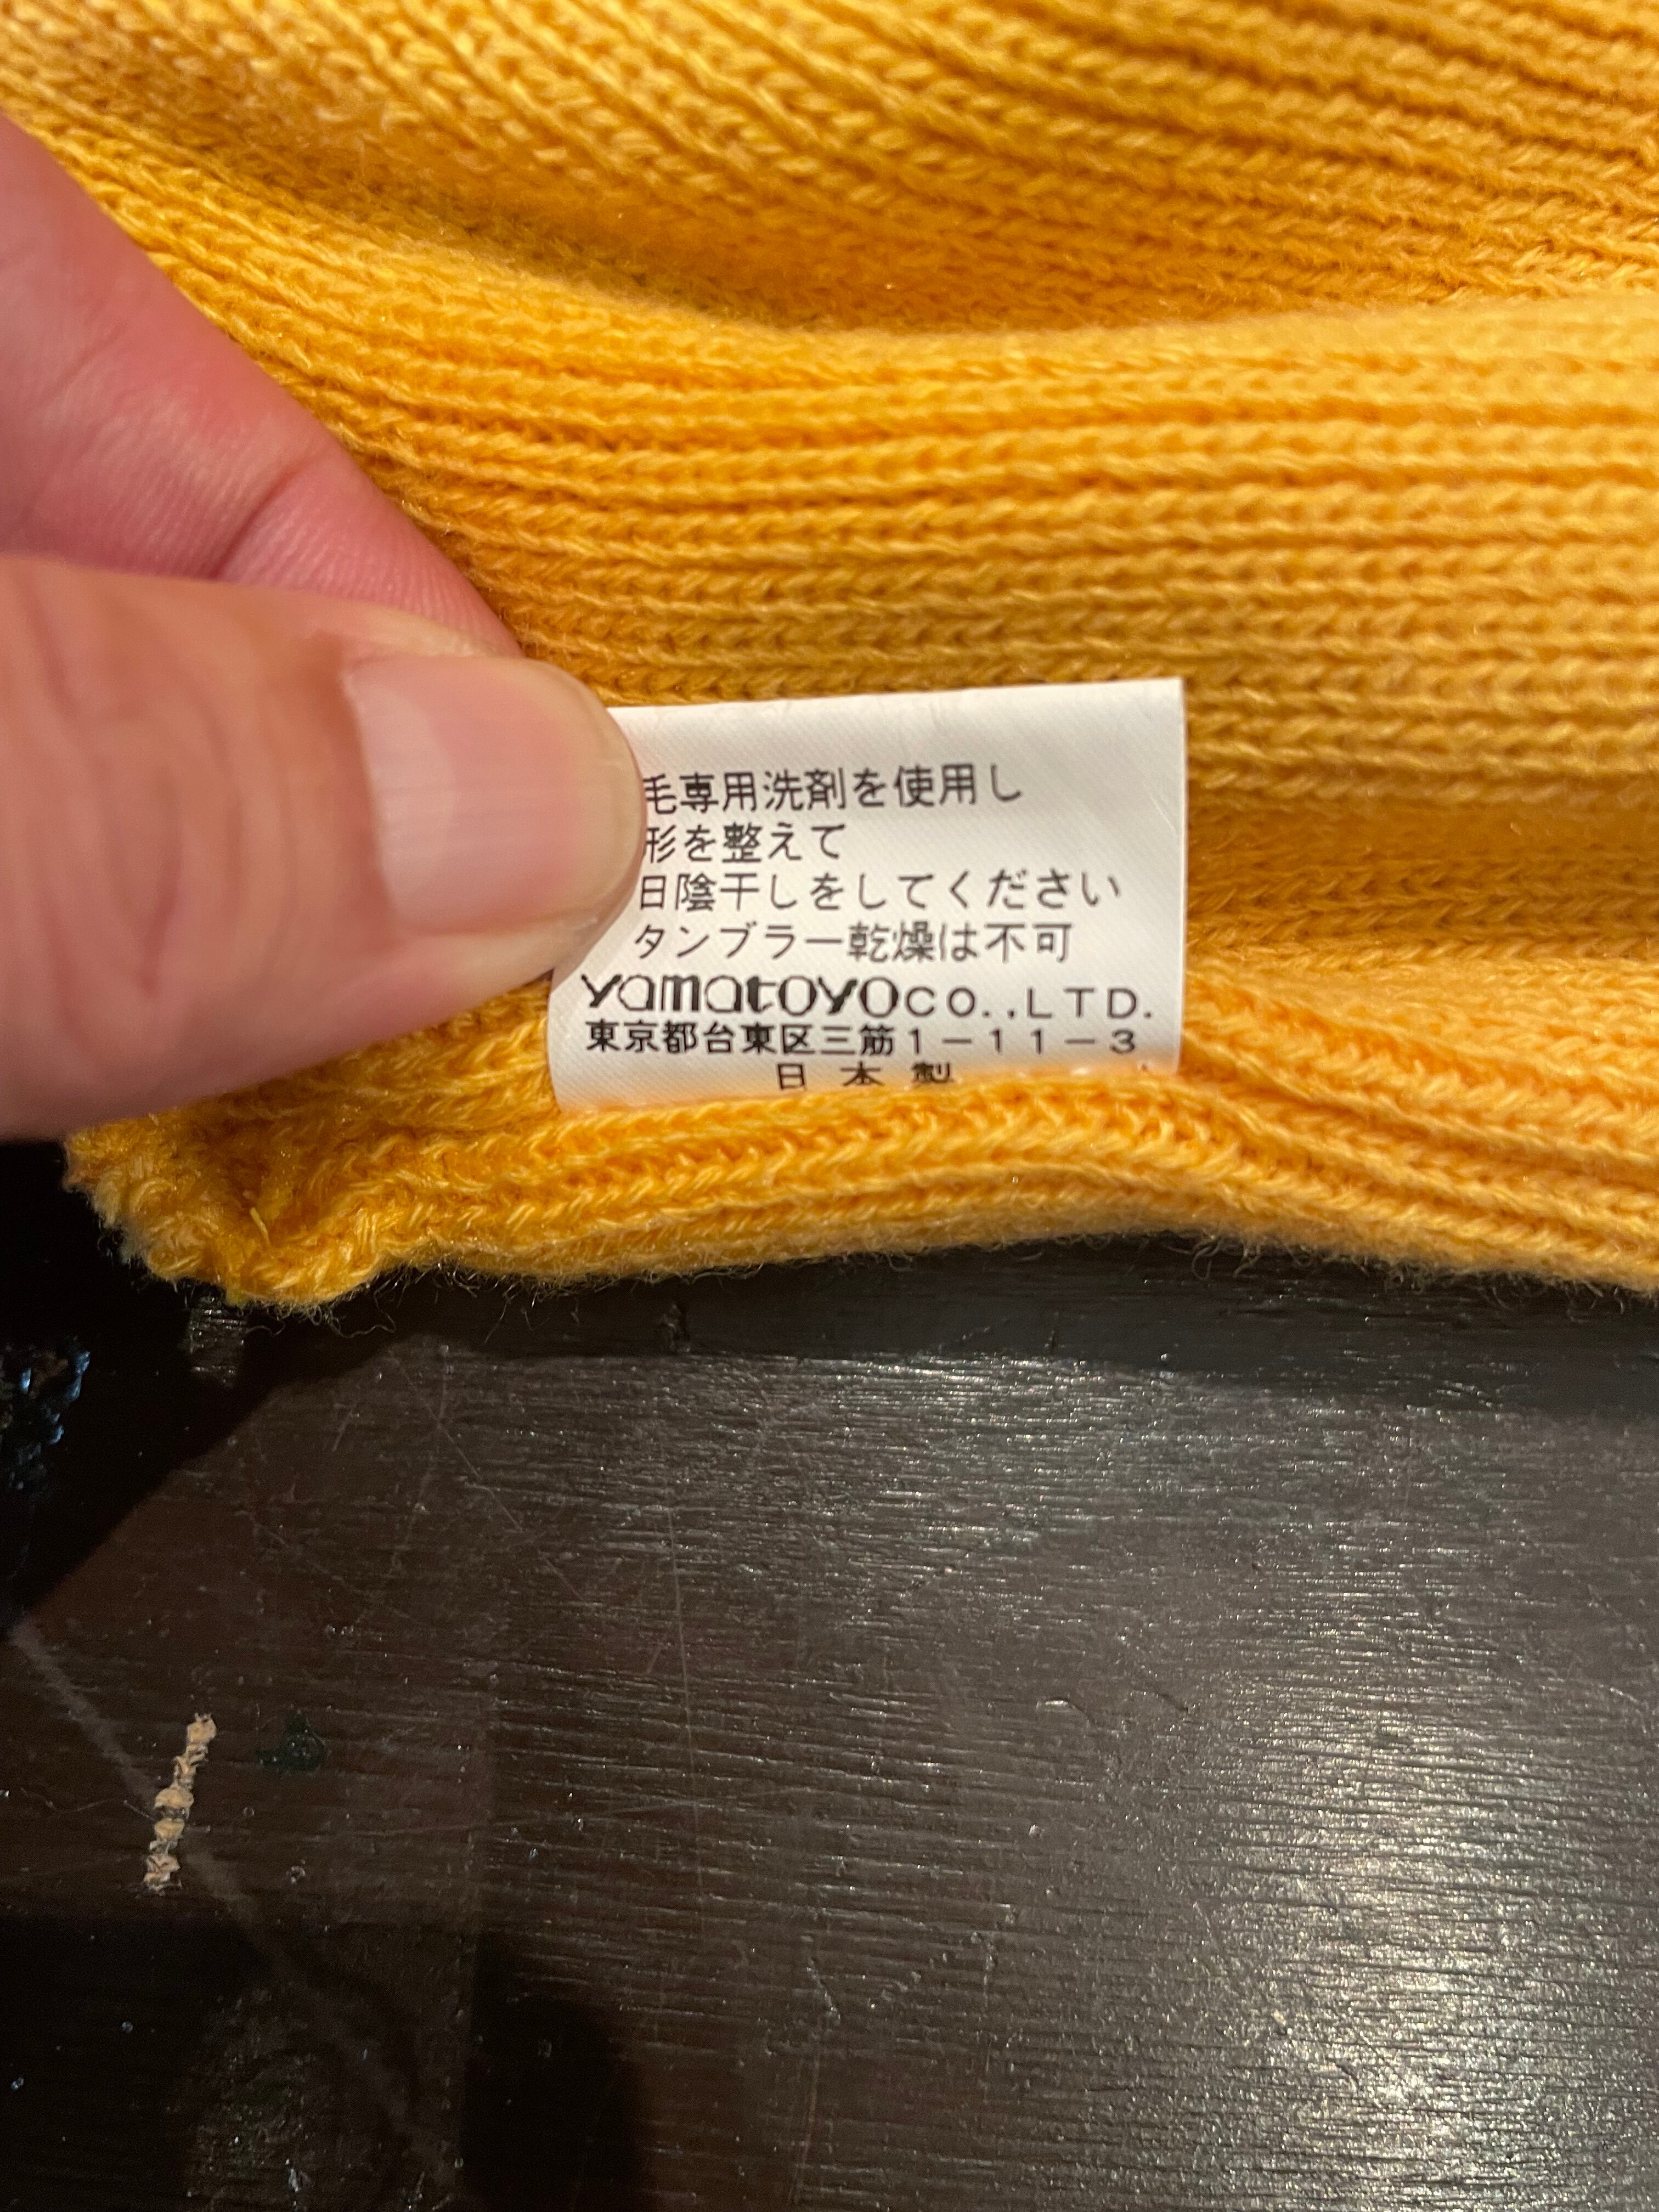 毛専用洗剤を使用し
形を整えて
日陰干しをしてください
タンブラー乾燥は不可
yamatoyo CO.,LTD.
東京都台東区三筋1-11-3
日本製